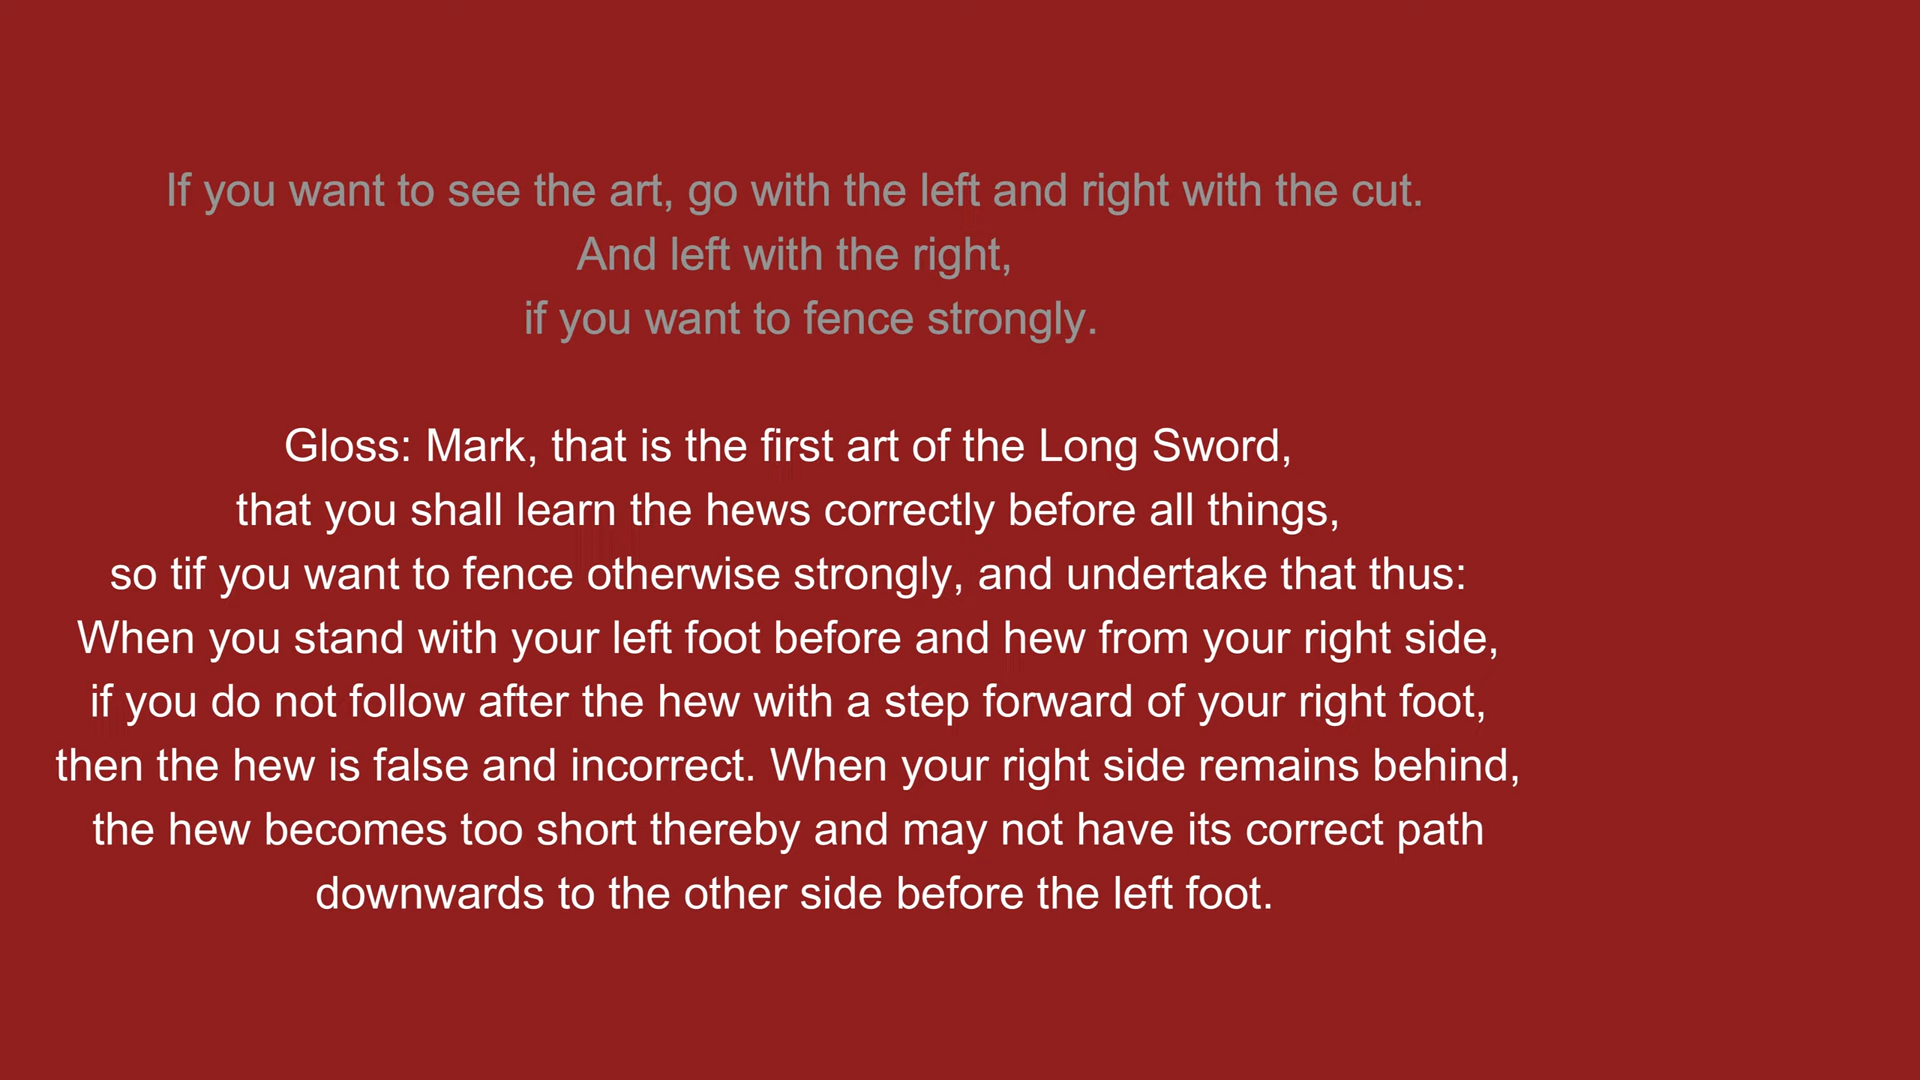 If you want to see the art, go with the left and right with the cut.
And left with the right,
if you want to fence strongly.
Gloss: Mark, that is the first art of the Long Sword,
that you shall learn the hews correctly before all things,
so tif you want to fence otherwise strongly, and undertake that thus:
When you stand with your left foot before and hew from your right side,
if you do not follow after the hew with a step forward of your right foot,
then the hew is false and incorrect. When your right side remains behind,
the hew becomes too short thereby and may not have its correct path
downwards to the other side before the left foot.